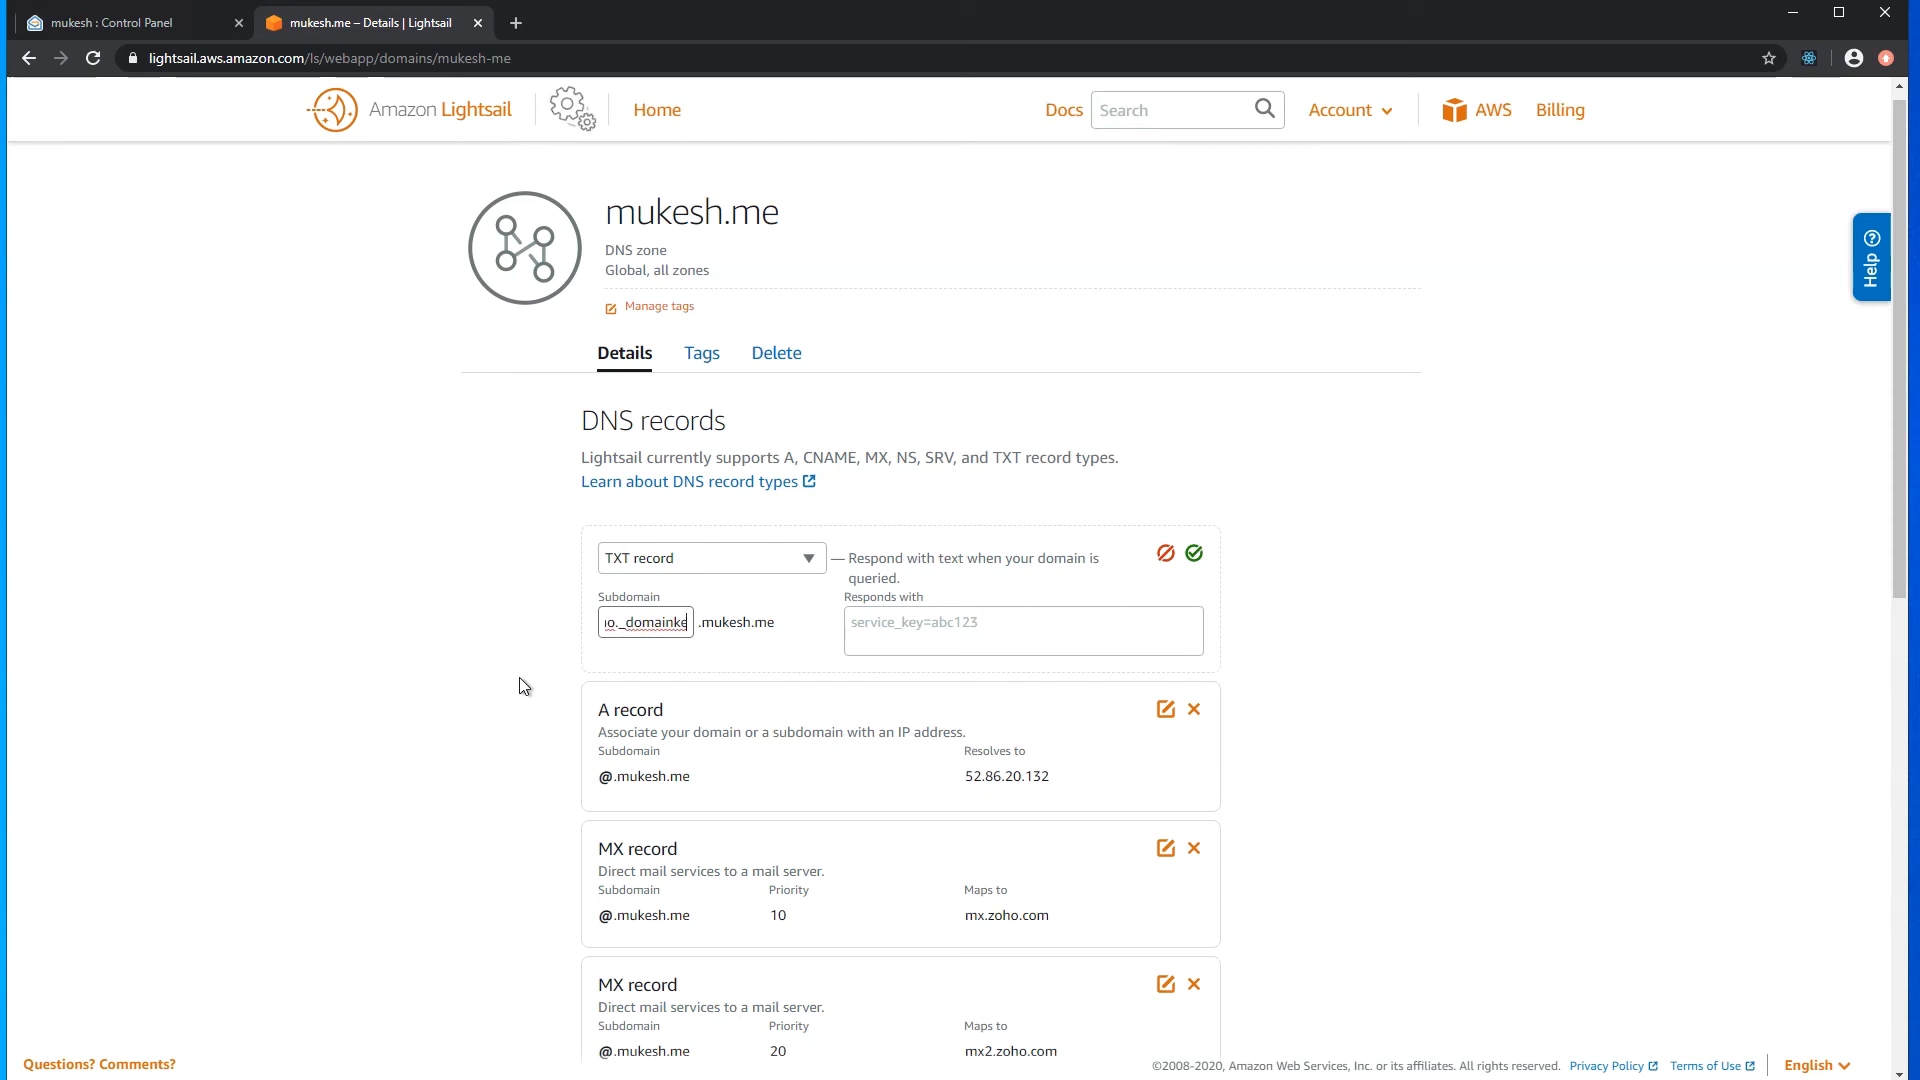 mukesh : Control Panel
mukesh.me – Details | Lightsail
lightsail.aws.amazon.com/ls/webapp/domains/mukesh-me
Amazon Lightsail
Home
Docs
Search
Account
AWS
Billing
mukesh.me
DNS zone
Global, all zones
Manage tags
Help
Details
Tags
Delete
DNS records
Lightsail currently supports A, CNAME, MX, NS, SRV, and TXT record types.
Learn about DNS record types
TXT record
— Respond with text when your domain is
queried.
Subdomain
Responds with
o._domainke .mukesh.me
service_key=abc123
A record
Associate your domain or a subdomain with an IP address.
Subdomain
Resolves to
@.mukesh.me
52.86.20.132
MX record
Direct mail services to a mail server.
Subdomain
Priority
Maps to
@.mukesh.me
10
mx.zoho.com
MX record
Direct mail services to a mail server.
Subdomain
Priority
Maps to
@.mukesh.me
20
mx2.zoho.com
Questions? Comments?
©2008-2020, Amazon Web Services, Inc. or its affiliates. All rights reserved.
Privacy Policy
Terms of Use
English